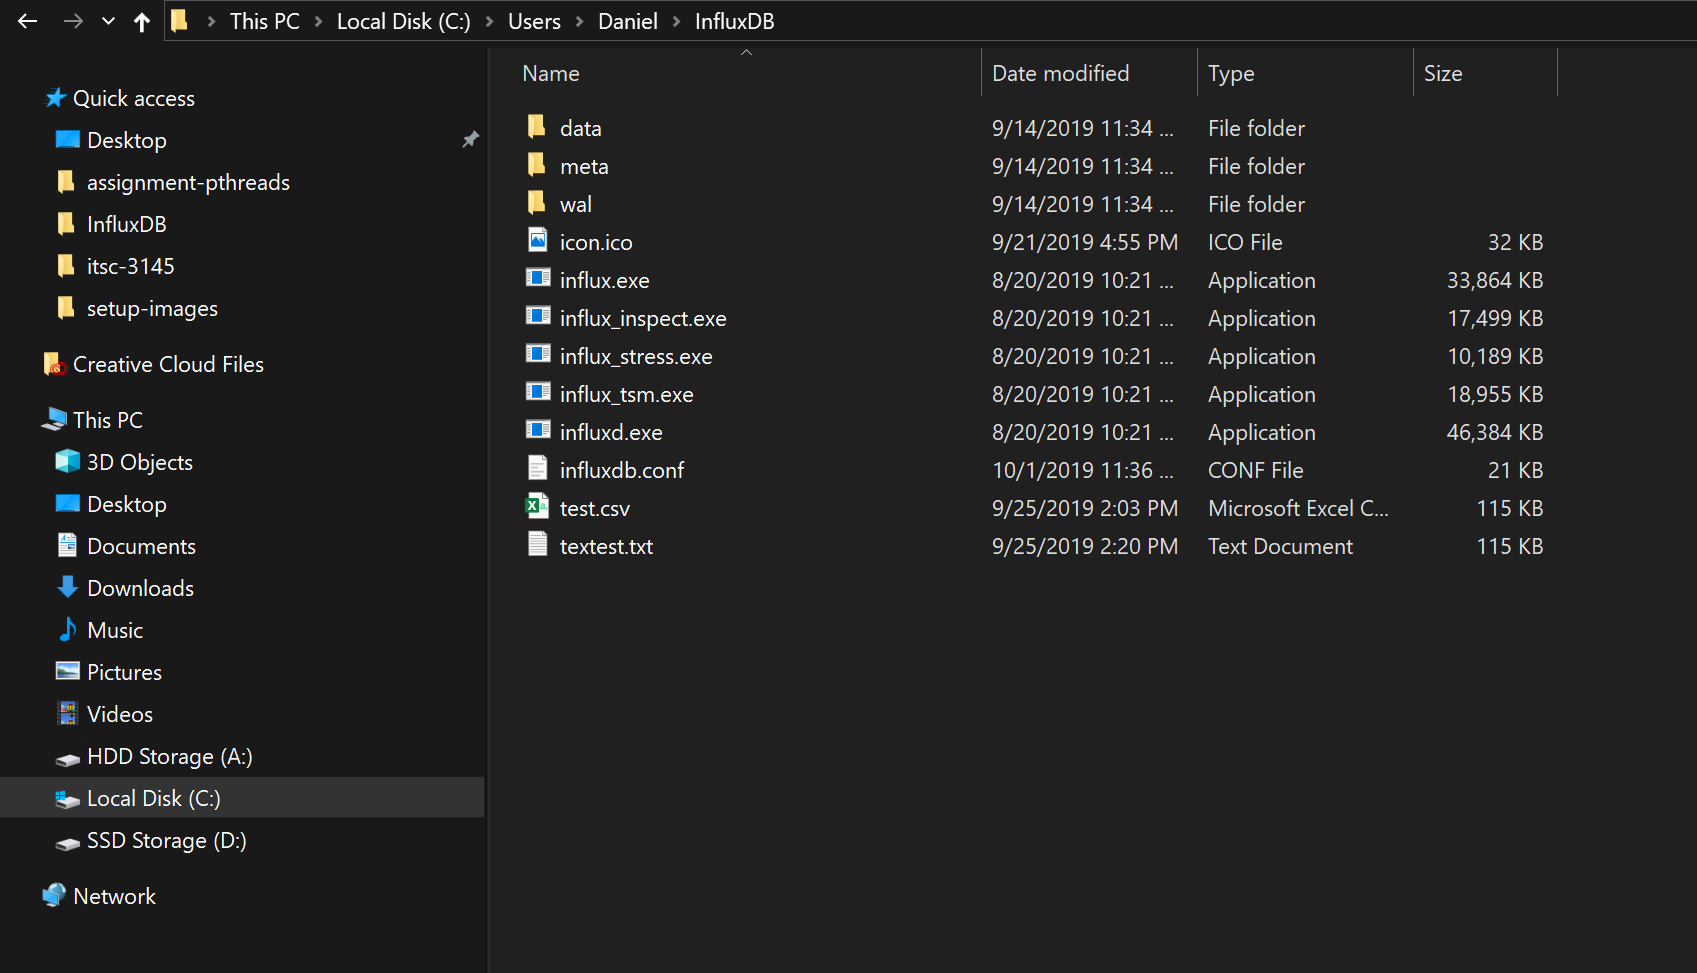 This PC > Local Disk (C:) > Users > Daniel > InfluxDB
Quick access
Desktop
assignment-pthreads
InfluxDB
itsc-3145
setup-images
Creative Cloud Files
This PC
3D Objects
Desktop
Documents
Downloads
Music
Pictures
Videos
HDD Storage (A:)
Local Disk (C:)
SSD Storage (D:)
Network
Name Date modified Type Size
data 9/14/2019 11:34 ... File folder
meta 9/14/2019 11:34 ... File folder
wal 9/14/2019 11:34 ... File folder
icon.ico 9/21/2019 4:55 PM ICO File 32 KB
influx.exe 8/20/2019 10:21 ... Application 33,864 KB
influx_inspect.exe 8/20/2019 10:21 ... Application 17,499 KB
influx_stress.exe 8/20/2019 10:21 ... Application 10,189 KB
influx_tsm.exe 8/20/2019 10:21 ... Application 18,955 KB
influxd.exe 8/20/2019 10:21 ... Application 46,384 KB
influxdb.conf 10/1/2019 11:36 ... CONF File 21 KB
test.csv 9/25/2019 2:03 PM Microsoft Excel C... 115 KB
textest.txt 9/25/2019 2:20 PM Text Document 115 KB